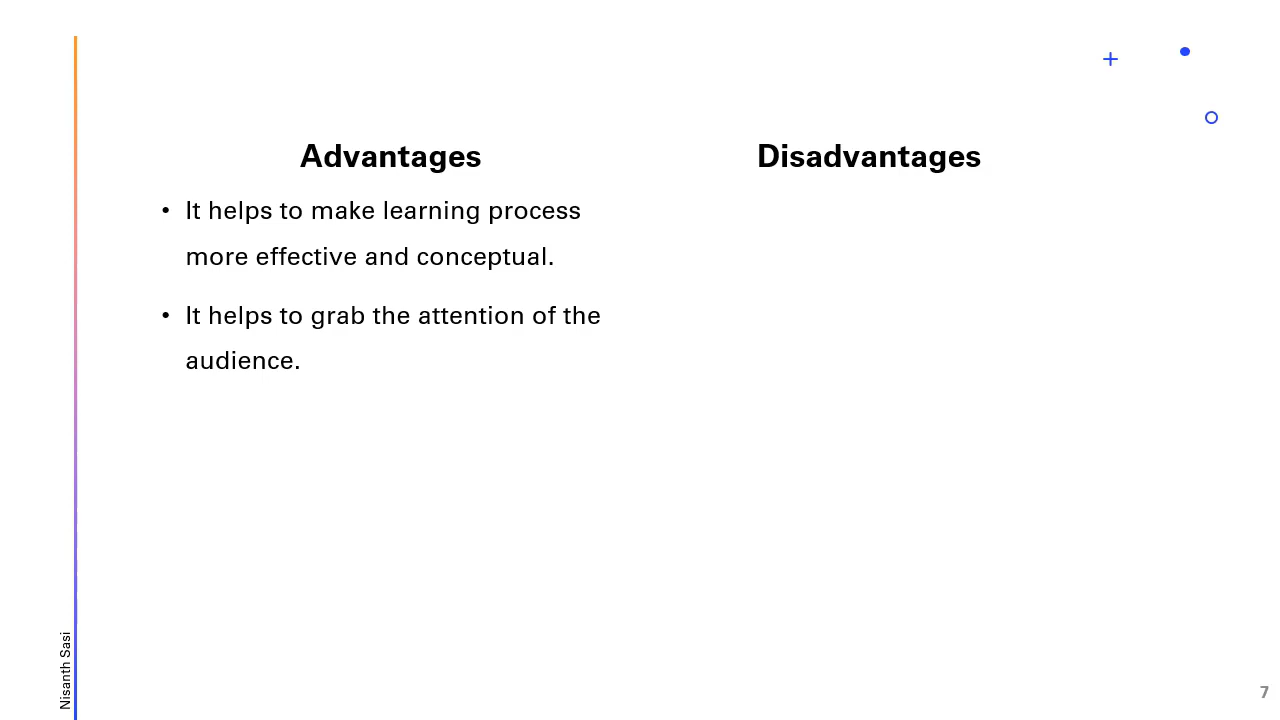 Advantages
• It helps to make learning process
more effective and conceptual.
• It helps to grab the attention of the
audience.
Disadvantages
Nisanth Sasi
7